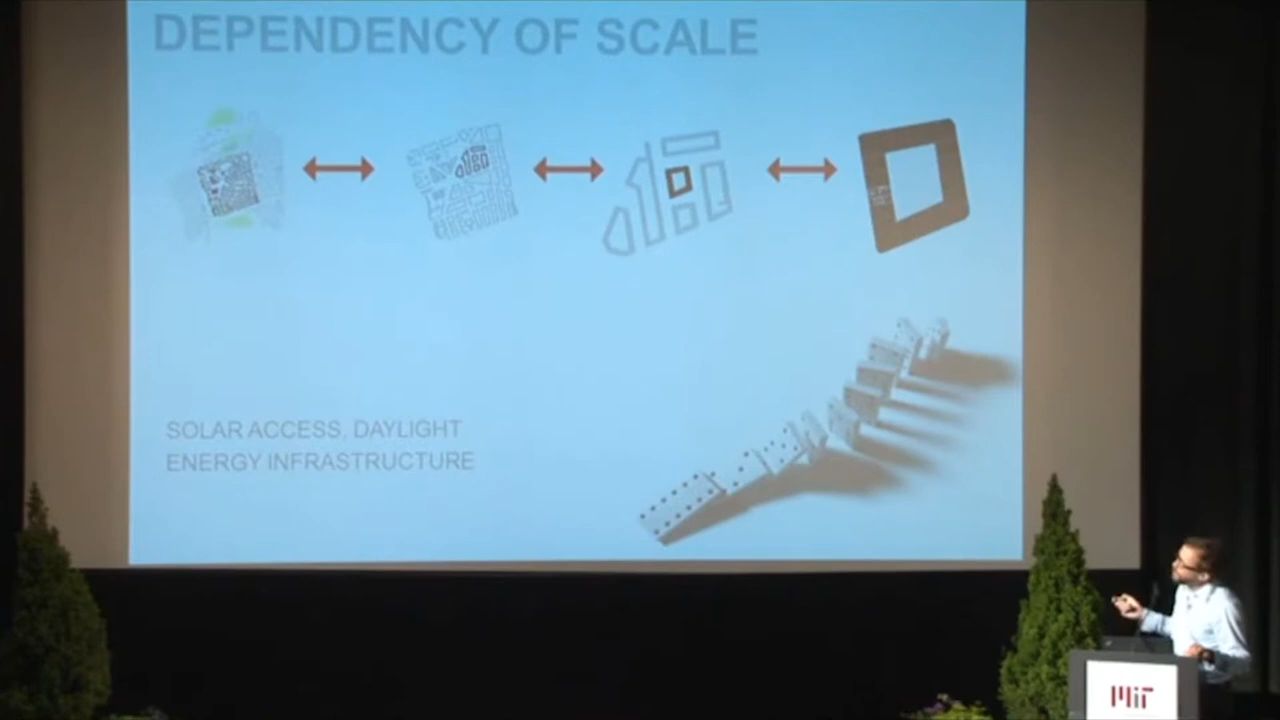 DEPENDENCY OF SCALE
SOLAR ACCESS, DAYLIGHT
ENERGY INFRASTRUCTURE
MIT